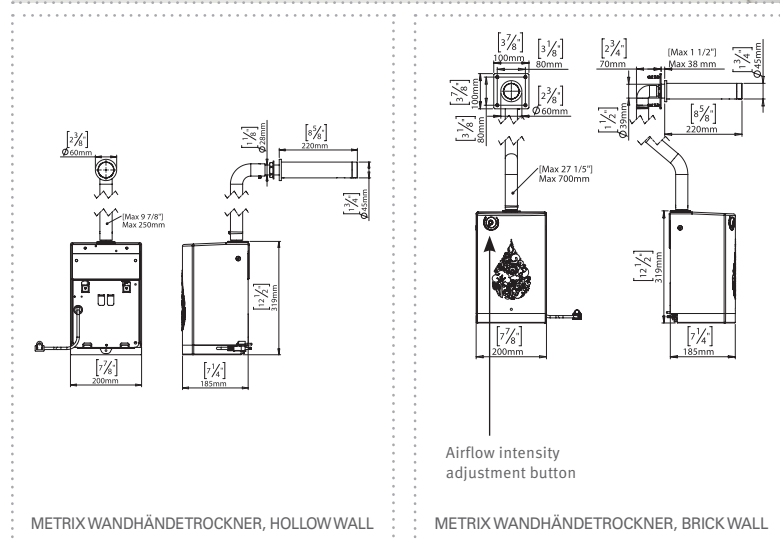 [2 3/8"]
Ø60mm
[Max 9 7/8"]
Max 250mm
[7 7/8"]
200mm
[1 1/8"]
Ø28mm
[8 5/8"]
220mm
[1 3/4"]
Ø45mm
[12 1/2"]
319mm
[7 1/4"]
185mm
METRIX WANDHÄNDETROCKNER, HOLLOW WALL
[3 7/8"]
100mm
[3 1/8"]
80mm
[3 7/8"]
100mm
[3 1/8"]
80mm
[2 3/8"]
Ø60mm
[Max 27 1/5"]
Max 700mm
[7 7/8"]
200mm
[2 3/4"]
70mm
[Max 1 1/2"]
Max 38 mm
[1 3/4"]
Ø45mm
[1 1/2"]
Ø39mm
[8 5/8"]
220mm
[12 1/2"]
319mm
[7 1/4"]
185mm
Airflow intensity
adjustment button
METRIX WANDHÄNDETROCKNER, BRICK WALL